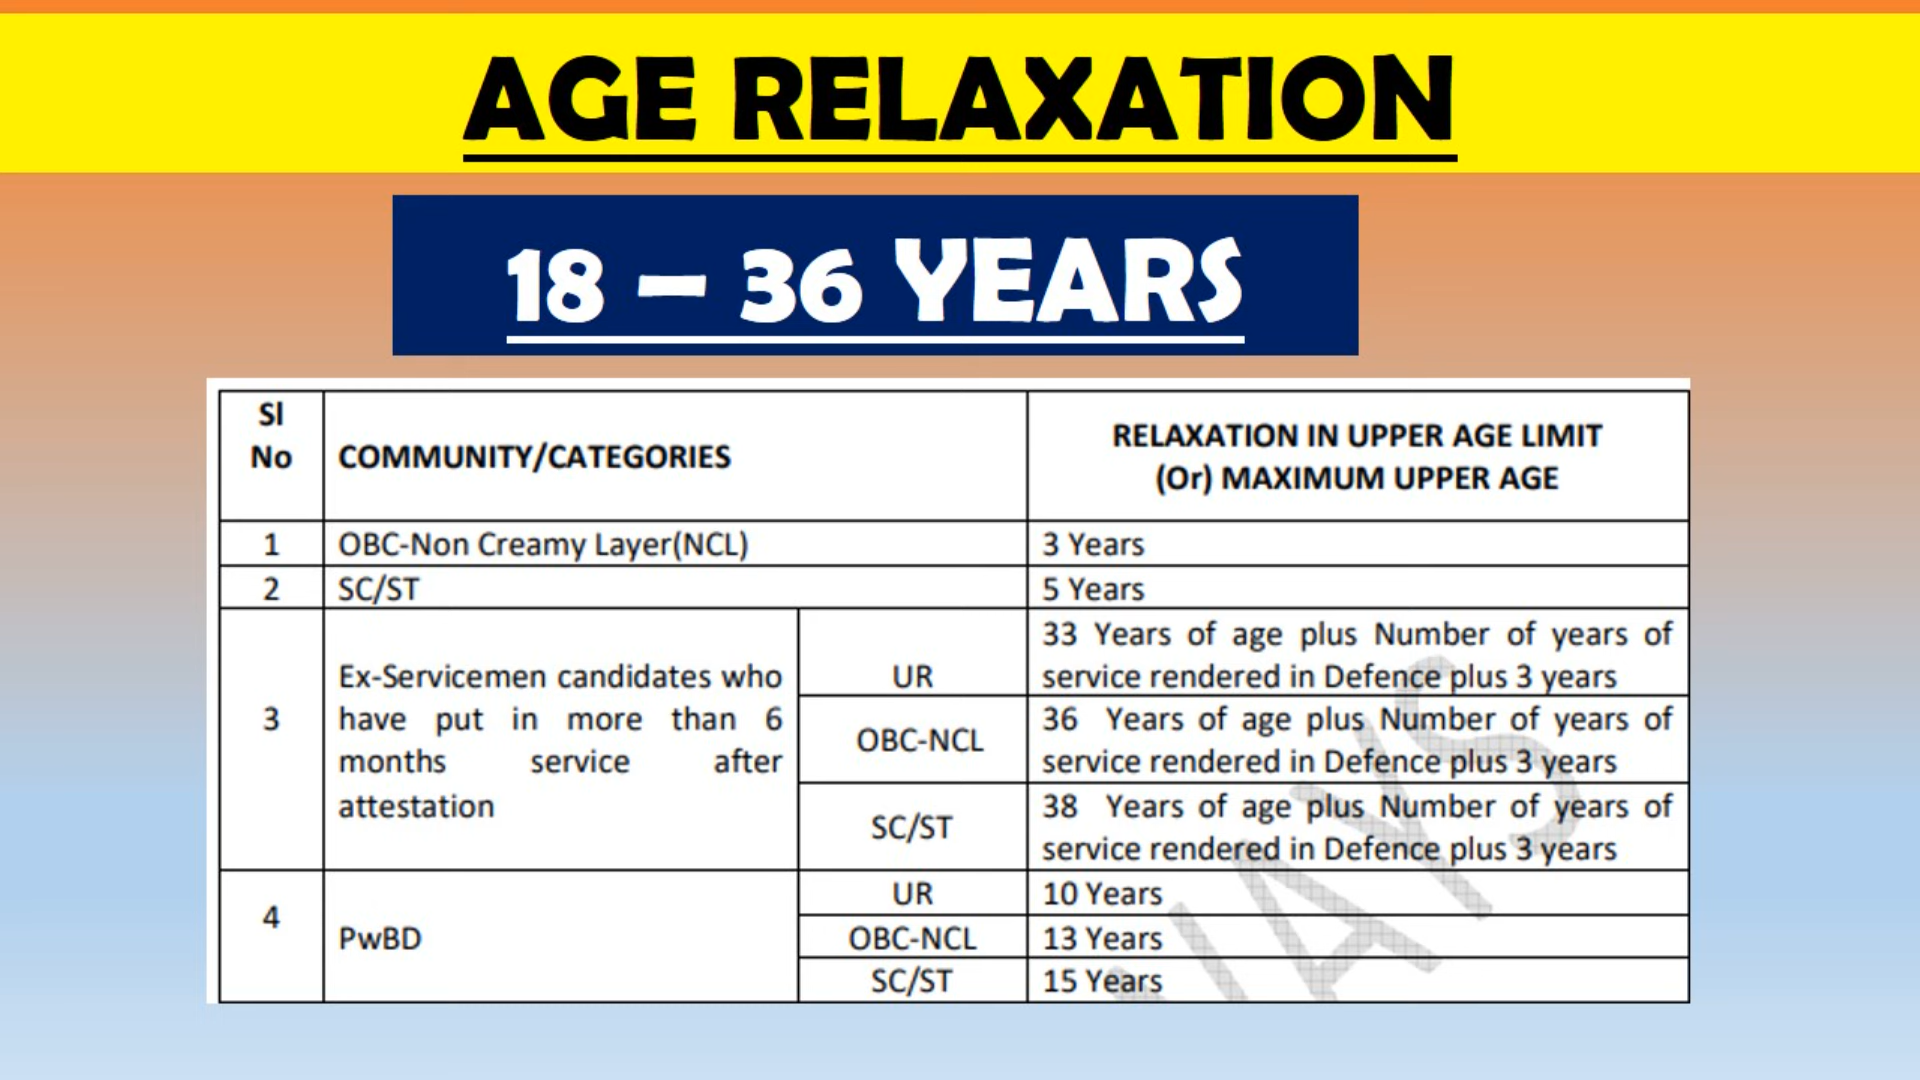 AGE RELAXATION
18 – 36 YEARS
Sl No COMMUNITY/CATEGORIES RELAXATION IN UPPER AGE LIMIT (Or) MAXIMUM UPPER AGE
1 OBC-Non Creamy Layer(NCL) 3 Years
2 SC/ST 5 Years
3 Ex-Servicemen candidates who have put in more than 6 months service after attestation
UR 33 Years of age plus Number of years of service rendered in Defence plus 3 years
OBC-NCL 36 Years of age plus Number of years of service rendered in Defence plus 3 years
SC/ST 38 Years of age plus Number of years of service rendered in Defence plus 3 years
4 PwBD
UR 10 Years
OBC-NCL 13 Years
SC/ST 15 Years